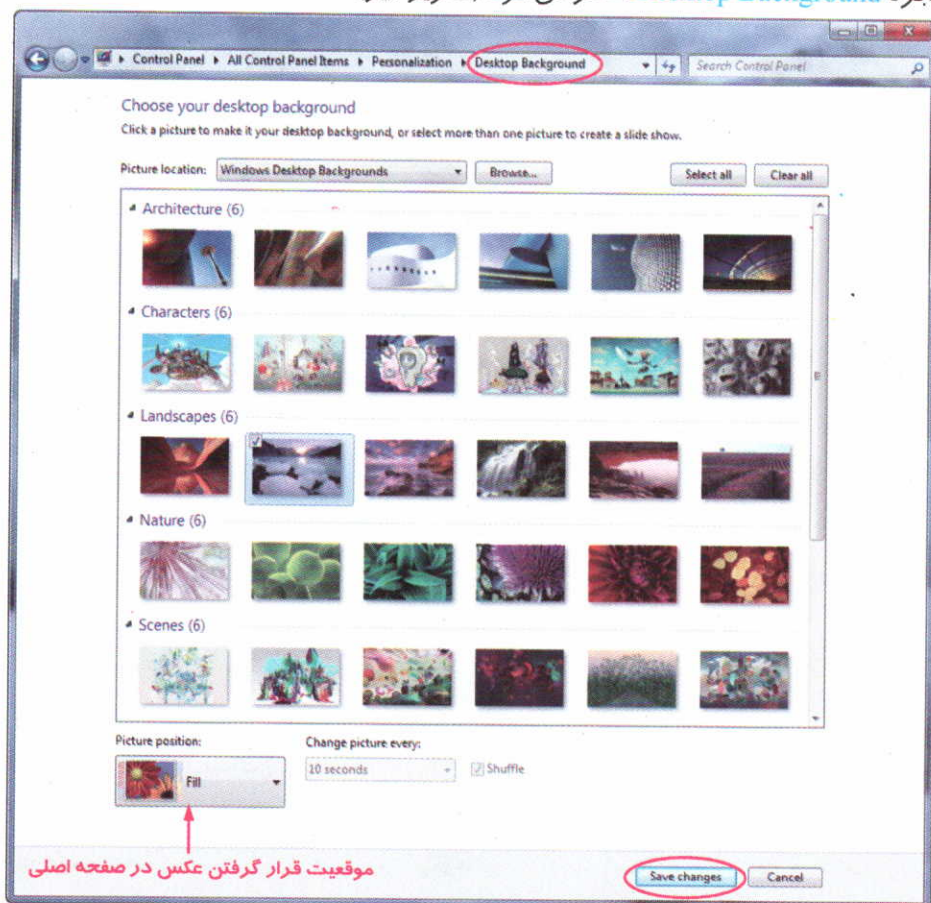 Desktop Background
Control Panel ▸ All Control Panel Items ▸ Personalization ▸ Desktop Background
Search Control Panel
Choose your desktop background
Click a picture to make it your desktop background, or select more than one picture to create a slide show.
Picture location: Windows Desktop Backgrounds Browse... Select all Clear all
Architecture (6)
Characters (6)
Landscapes (6)
Nature (6)
Scenes (6)
Picture position: Change picture every:
Fill 10 seconds Shuffle
موقعیت قرار گرفتن عکس در صفحه اصلی
Save changes Cancel